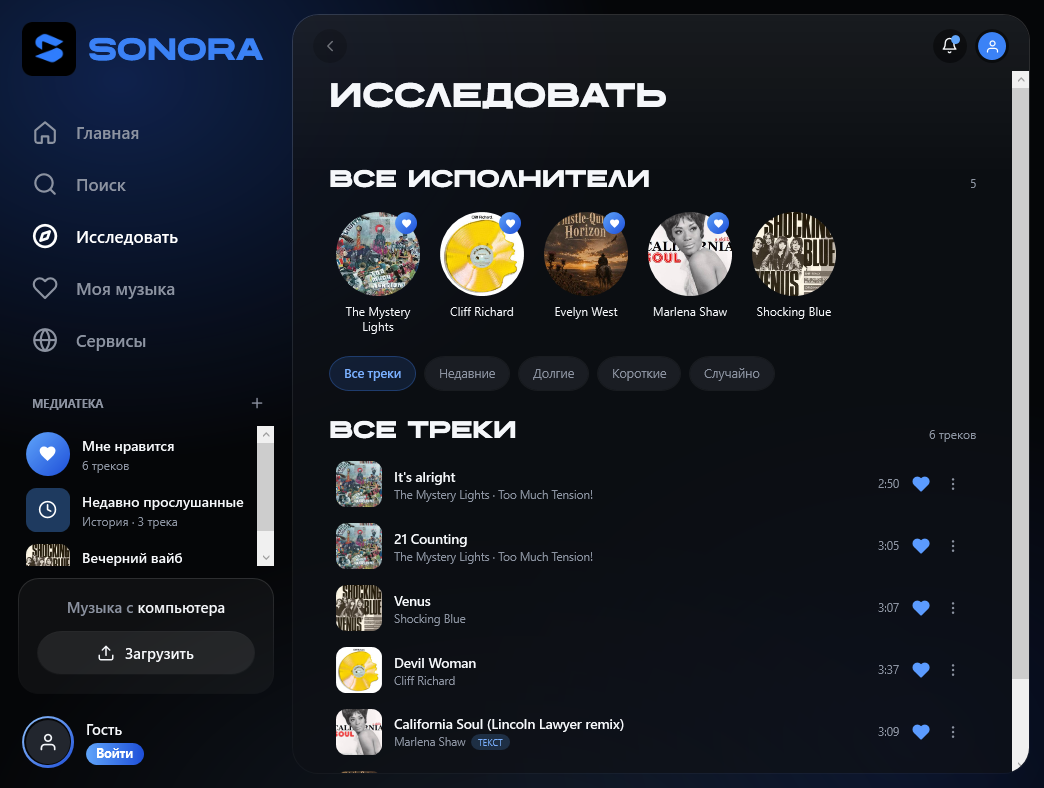 SONORA
Главная
Поиск
Исследовать
Моя музыка
Сервисы
МЕДИАТЕКА
Мне нравится
6 треков
Недавно прослушанные
История · 3 трека
Вечерний вайб
Музыка с компьютера
Загрузить
Гость
Войти
ИССЛЕДОВАТЬ
ВСЕ ИСПОЛНИТЕЛИ
5
The Mystery
Lights
Cliff Richard
Evelyn West
Marlena Shaw
Shocking Blue
Все треки
Недавние
Долгие
Короткие
Случайно
ВСЕ ТРЕКИ
6 треков
It's alright
The Mystery Lights · Too Much Tension!
2:50
21 Counting
The Mystery Lights · Too Much Tension!
3:05
Venus
Shocking Blue
3:07
Devil Woman
Cliff Richard
3:37
California Soul (Lincoln Lawyer remix)
Marlena Shaw ТЕКСТ
3:09